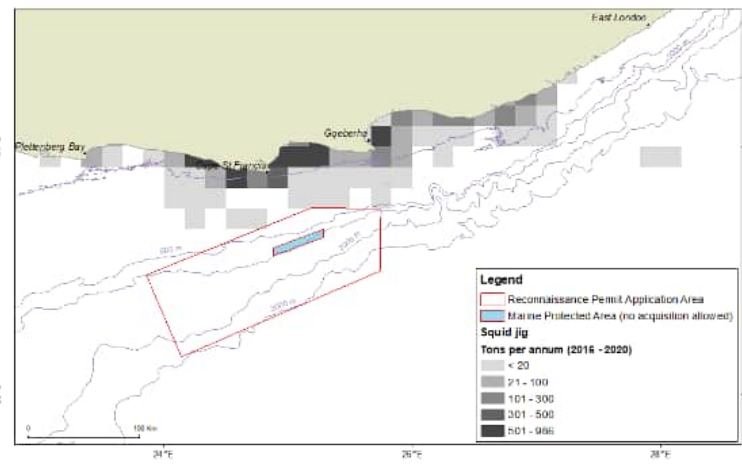 East London
Gqeberha
Plettenberg Bay
Cape St Francis
2000 m
Legend
Reconnaissance Permit Application Area
Marine Protected Area (no acquisition allowed)
Squid jig
Tons per annum (2016 - 2020)
< 20
21 - 100
101 - 300
301 - 500
501 - 966
0 100 Km
24°E 26°E 28°E